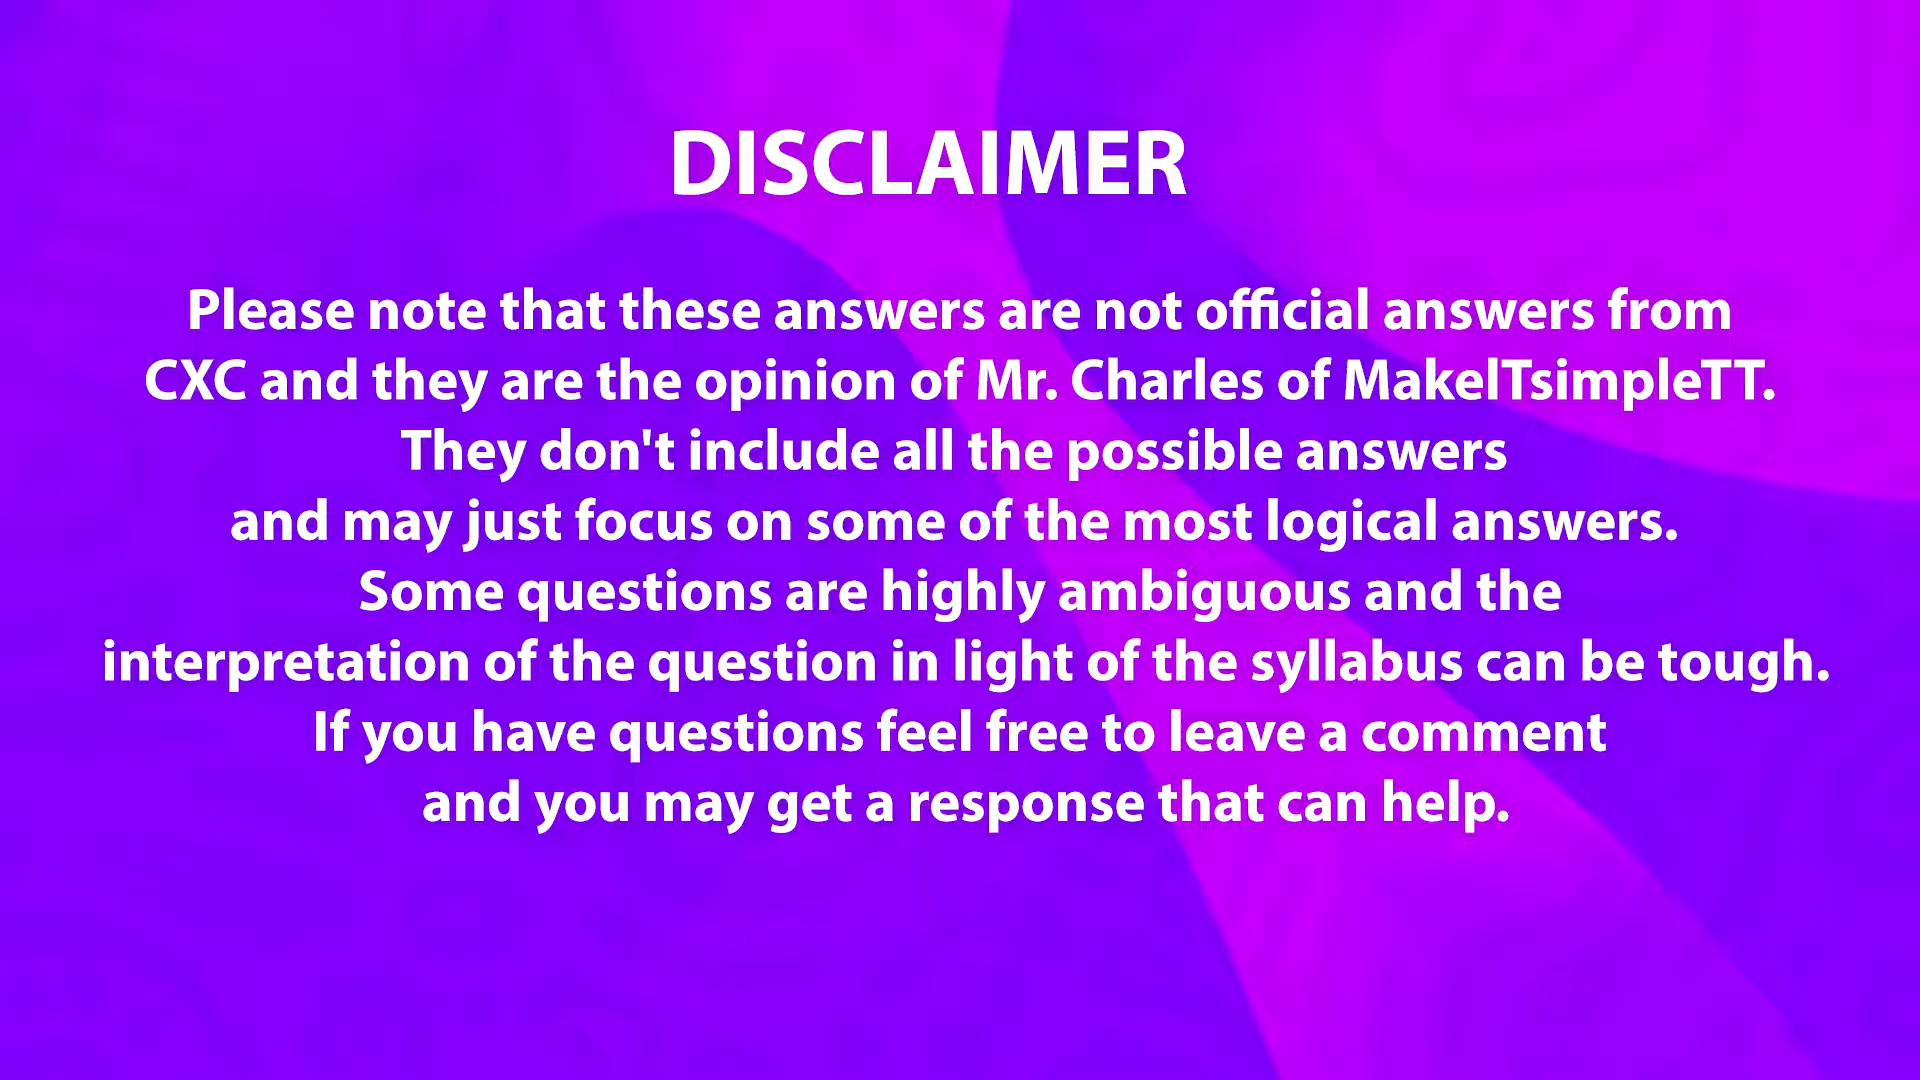 DISCLAIMER
Please note that these answers are not official answers from
CXC and they are the opinion of Mr. Charles of MakeITsimpleTT.
They don't include all the possible answers
and may just focus on some of the most logical answers.
Some questions are highly ambiguous and the
interpretation of the question in light of the syllabus can be tough.
If you have questions feel free to leave a comment
and you may get a response that can help.